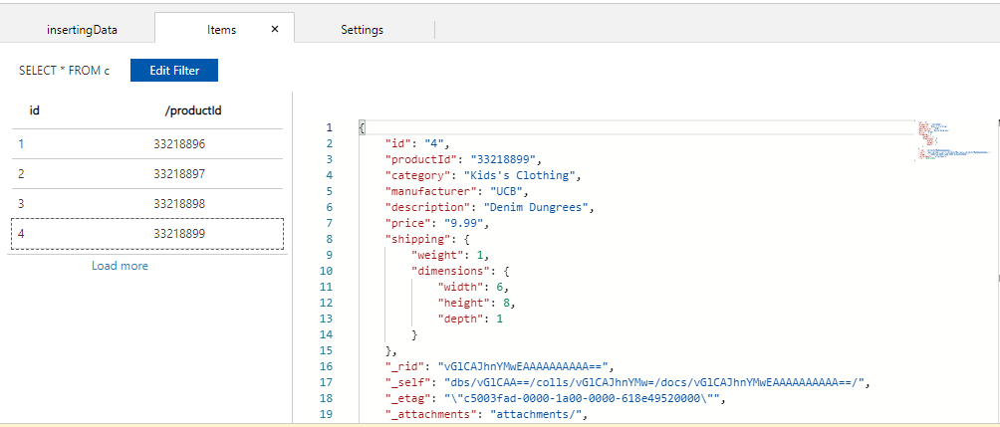 insertingData Items × Settings
SELECT * FROM c Edit Filter
id /productId
1 33218896
2 33218897
3 33218898
4 33218899
Load more
1 {
2 "id": "4",
3 "productId": "33218899",
4 "category": "Kids's Clothing",
5 "manufacturer": "UCB",
6 "description": "Denim Dungrees",
7 "price": "9.99",
8 "shipping": {
9 "weight": 1,
10 "dimensions": {
11 "width": 6,
12 "height": 8,
13 "depth": 1
14 }
15 },
16 "_rid": "vGlCAJhnYMwEAAAAAAAAAA==",
17 "_self": "dbs/vGlCAA==/colls/vGlCAJhnYMw=/docs/vGlCAJhnYMwEAAAAAAAAAA==/",
18 "_etag": "\"c5003fad-0000-1a00-0000-618e49520000\"",
19 "_attachments": "attachments/",